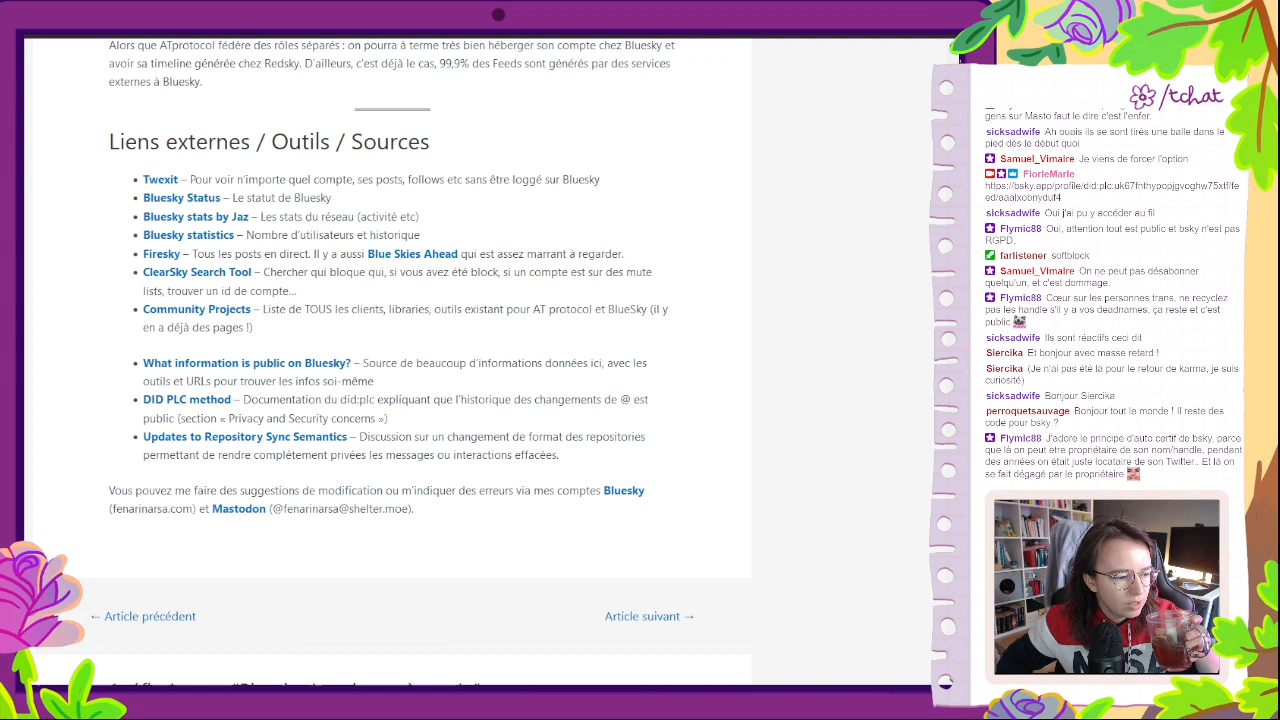 Alors que ATprotocol fédère des rôles séparés : on pourra à terme très bien héberger son compte chez Bluesky et
avoir sa timeline générée chez Redsky. D'ailleurs, c'est déjà le cas, 99,9% des Feeds sont générés par des services
externes à Bluesky.
Liens externes / Outils / Sources
Twexit – Pour voir n'importe quel compte, ses posts, follows etc sans être loggé sur Bluesky
Bluesky Status – Le statut de Bluesky
Bluesky stats by Jaz – Les stats du réseau (activité etc)
Bluesky statistics – Nombre d'utilisateurs et historique
Firesky – Tous les posts en direct. Il y a aussi Blue Skies Ahead qui est assez marrant à regarder.
ClearSky Search Tool – Chercher qui bloque qui, si vous avez été block, si un compte est sur des mute
lists, trouver un id de compte…
Community Projects – Liste de TOUS les clients, libraries, outils existant pour AT protocol et BlueSky (il y
en a déjà des pages !)
What information is public on Bluesky? – Source de beaucoup d'informations données ici, avec les
outils et URLs pour trouver les infos soi-même
DID PLC method – Documentation du did:plc expliquant que l'historique des changements de @ est
public (section « Privacy and Security concerns »)
Updates to Repository Sync Semantics – Discussion sur un changement de format des repositories
permettant de rendre complètement privées les messages ou interactions effacées.
Vous pouvez me faire des suggestions de modification ou m'indiquer des erreurs via mes comptes Bluesky
(fenarinarsa.com) et Mastodon (@fenarinarsa@shelter.moe).
← Article précédent
Article suivant →
/tchat
gens sur Masto faut le dire c'est l'enfer.
sicksadwife Ah ouais ils se sont tirés une balle dans le
pied dès le début quoi
Samuel_Vimaire Je viens de forcer l'option
FlorieMarie
https://bsky.app/profile/did:plc:uk67fnthypopjgvoghw75xtf/fe
ed/aaalxobnyduf4
sicksadwife Oui j'ai pu y accéder au fil
Flymic88 Oui, attention tout est public et bsky n'est pas
RGPD.
farlistener softblock
Samuel_Vimaire On ne peut pas désabonner
quelqu'un, et c'est dommage.
Flymic88 Cœur sur les personnes trans, ne recyclez
pas les handle s'il y a vos deadnames, ça reste et c'est
public
sicksadwife Ils sont réactifs ceci dit
Siercika Et bonjour avec masse retard !
Siercika (Je n'ai pas été là pour le retour de karma, je suis
curiosité)
sicksadwife Bonjour Siercika
perroquetsauvage Bonjour tout le monde ! Il reste des
code pour bsky ?
Flymic88 J'adore le principe d'auto certif de bsky, parce
que là on peut etre propriétaire de son nom/handle, pendant
des années on était juste locataire de son Twitter.. Et là on
se fait dégagé par le propriétaire
NASA